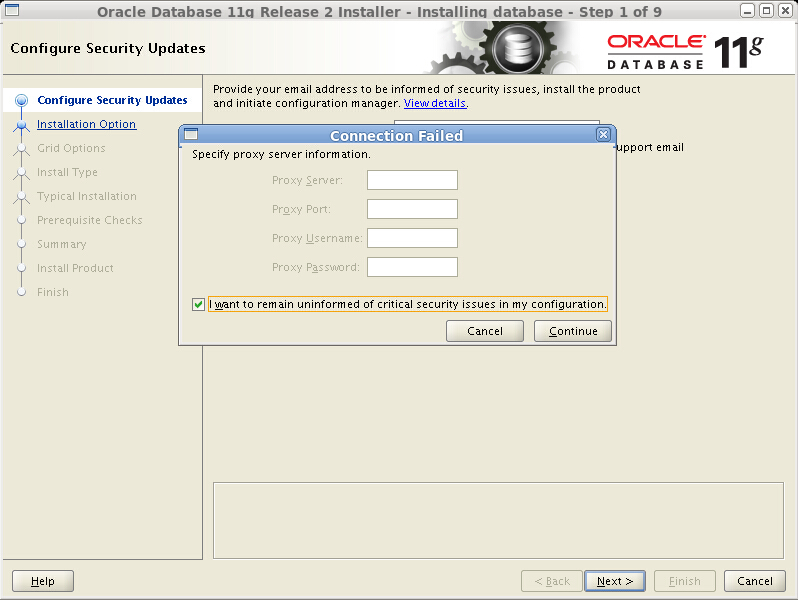 Oracle Database 11g Release 2 Installer - Installing database - Step 1 of 9
Configure Security Updates
ORACLE
DATABASE
11g
Configure Security Updates
Installation Option
Grid Options
Install Type
Typical Installation
Prerequisite Checks
Summary
Install Product
Finish
Provide your email address to be informed of security issues, install the product
and initiate configuration manager. View details.
upport email
Connection Failed
Specify proxy server information.
Proxy Server:
Proxy Port:
Proxy Username:
Proxy Password:
I want to remain uninformed of critical security issues in my configuration.
Cancel
Continue
Help
< Back
Next >
Finish
Cancel